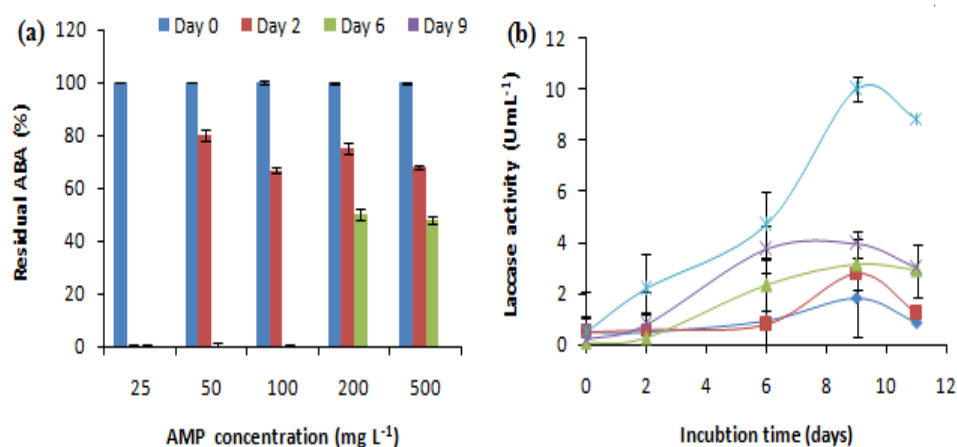 (a)
Day 0 Day 2 Day 6 Day 9
Residual ABA (%)
120
100
80
60
40
20
0
25 50 100 200 500
AMP concentration (mg L-1)
(b)
Laccase activity (UmL-1)
12
10
8
6
4
2
0
0 2 4 6 8 10 12
Incubtion time (days)